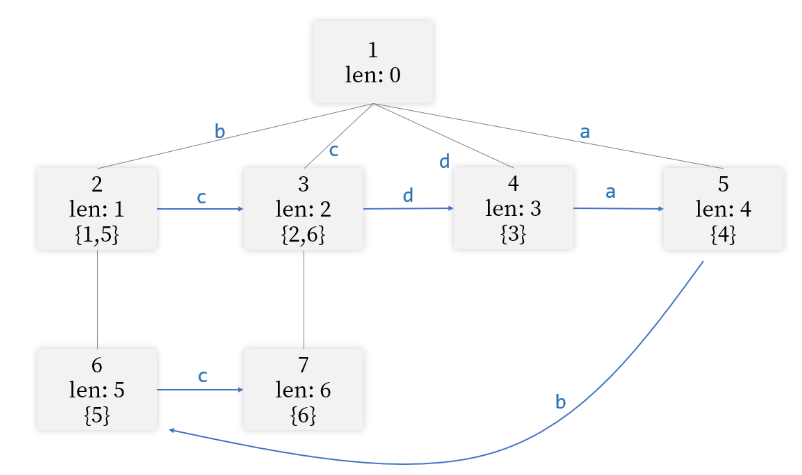 1
len: 0
b
c
d
a
2
len: 1
{1,5}
c
3
len: 2
{2,6}
d
4
len: 3
{3}
a
5
len: 4
{4}
6
len: 5
{5}
c
7
len: 6
{6}
b